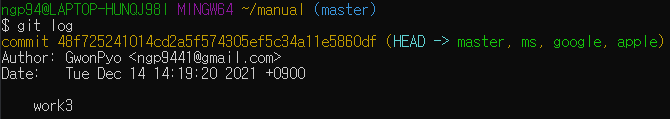 ngp94@LAPTOP-HUNQJ98I MINGW64 ~/manual (master)
$ git log
commit 48f725241014cd2a5f574305ef5c34a11e5860df (HEAD -> master, ms, google, apple)
Author: GwonPyo <ngp9441@gmail.com>
Date:   Tue Dec 14 14:19:20 2021 +0900
    work3